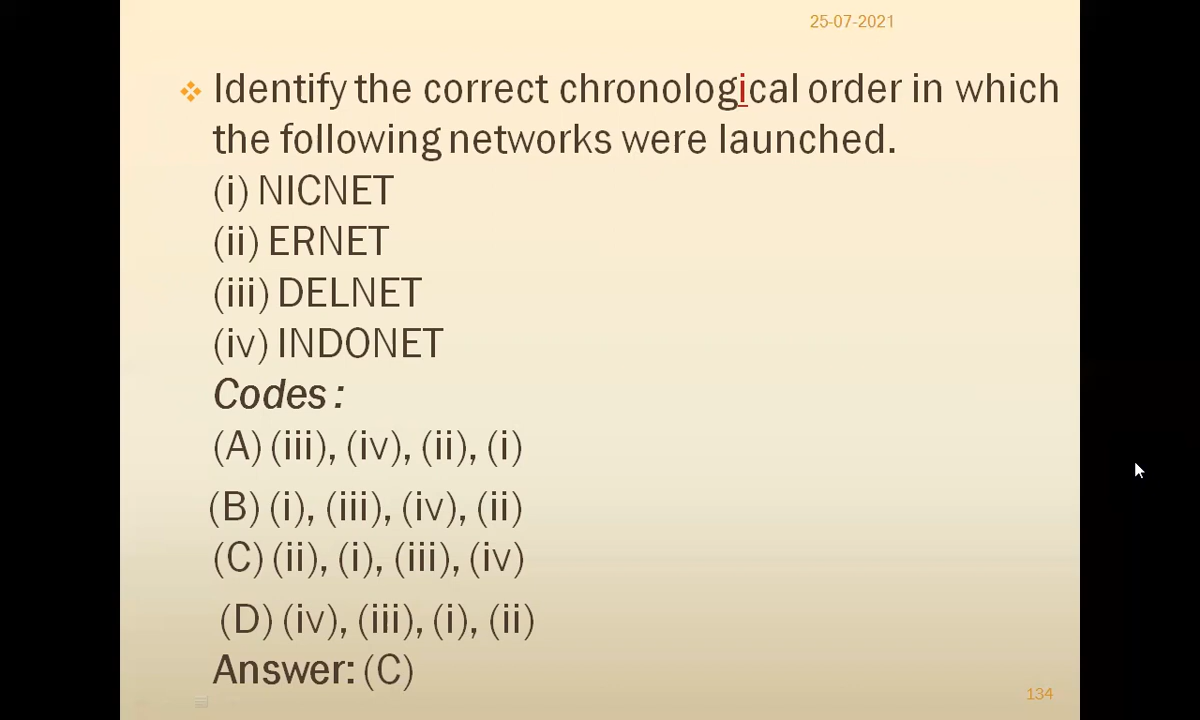 25-07-2021
Identify the correct chronological order in which
the following networks were launched.
(i) NICNET
(ii) ERNET
(iii) DELNET
(iv) INDONET
Codes :
(A) (iii), (iv), (ii), (i)
(B) (i), (iii), (iv), (ii)
(C) (ii), (i), (iii), (iv)
(D) (iv), (iii), (i), (ii)
Answer: (C)
134